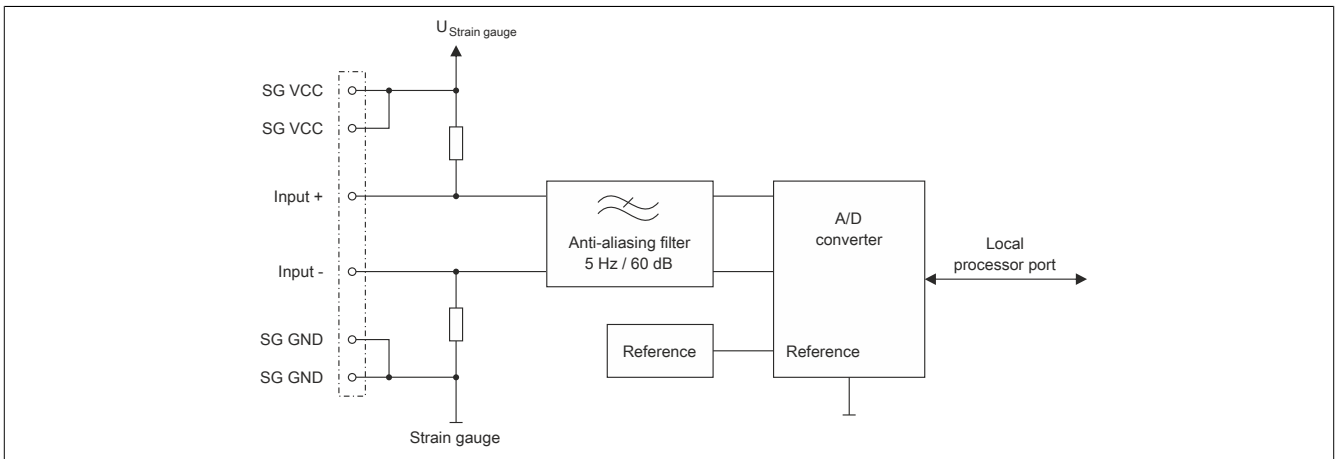 U Strain gauge
SG VCC
SG VCC
Input +
Input -
SG GND
SG GND
Strain gauge
Anti-aliasing filter
5 Hz / 60 dB
Reference
A/D
converter
Reference
Local
processor port